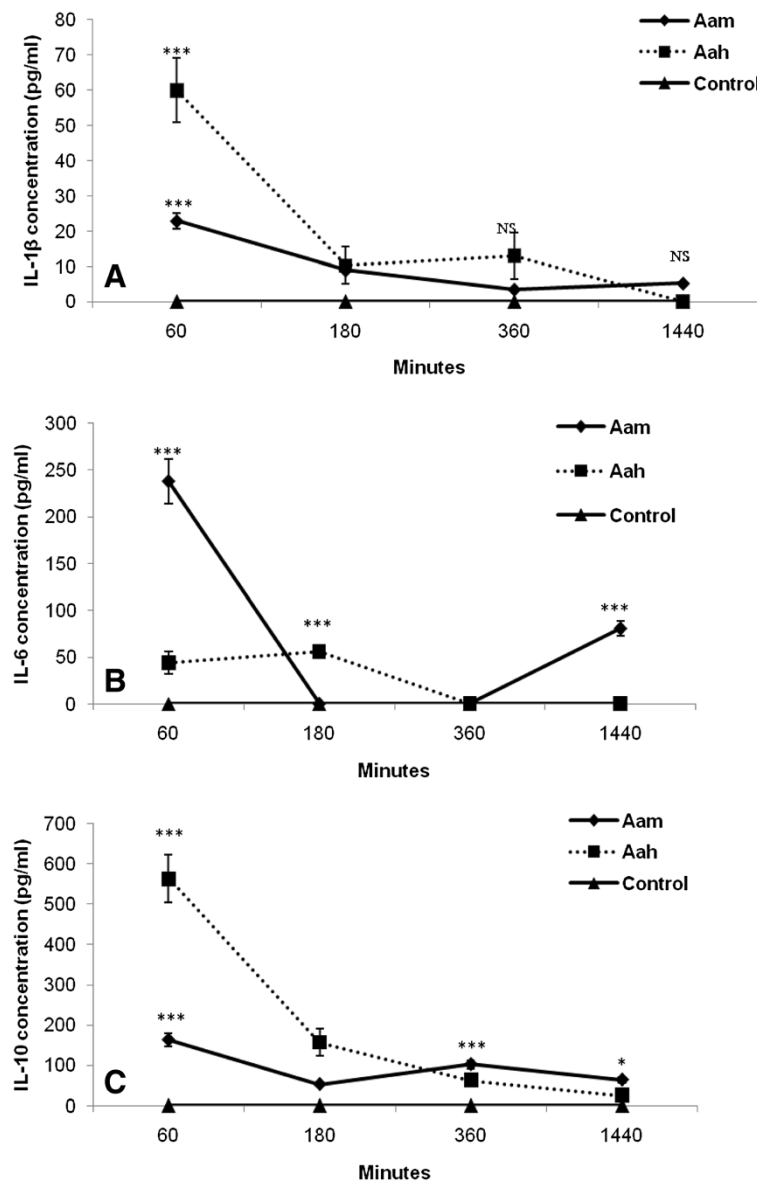 80
70
60
50
40
30
20
10
0
IL-1β concentration (pg/ml)
***
***
NS
NS
Aam
Aah
Control
A
60 180 360 1440
Minutes
300
250
200
150
100
50
0
IL-6 concentration (pg/ml)
***
***
***
Aam
Aah
Control
B
60 180 360 1440
Minutes
700
600
500
400
300
200
100
0
IL-10 concentration (pg/ml)
***
***
***
*
Aam
Aah
Control
C
60 180 360 1440
Minutes